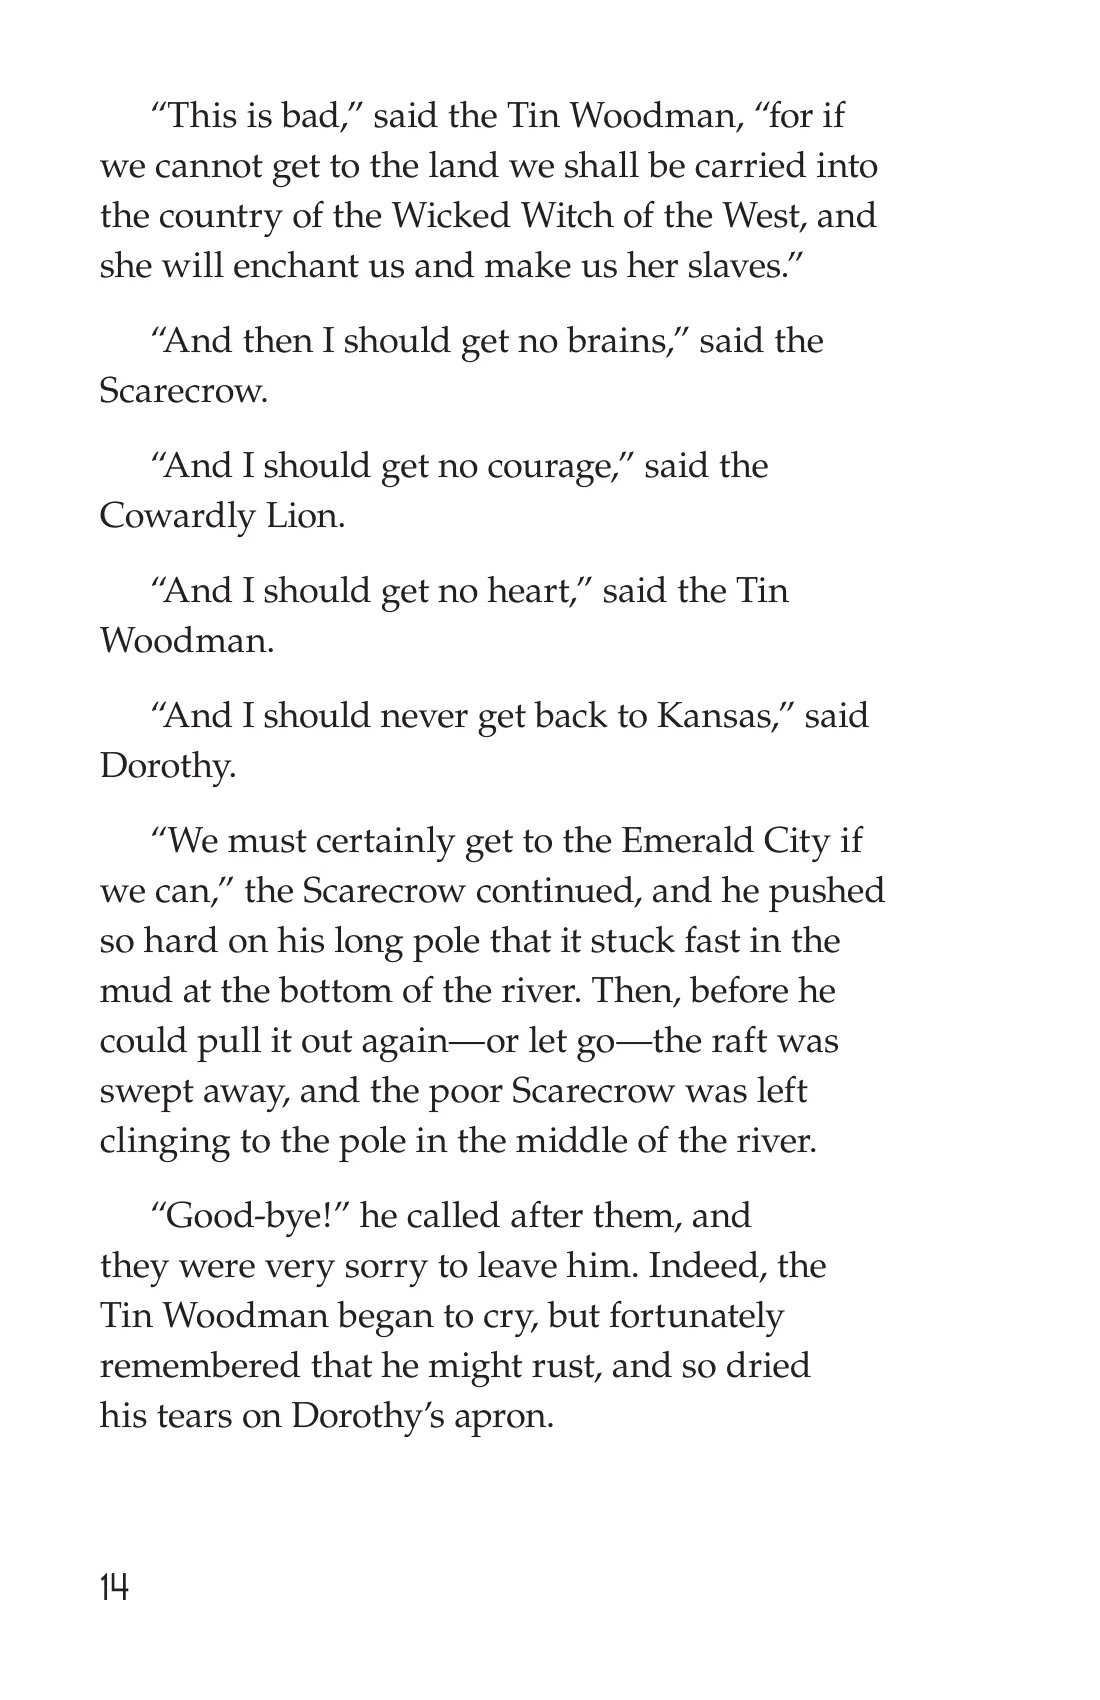 “This is bad,” said the Tin Woodman, “for if
we cannot get to the land we shall be carried into
the country of the Wicked Witch of the West, and
she will enchant us and make us her slaves.”
“And then I should get no brains,” said the
Scarecrow.
“And I should get no courage,” said the
Cowardly Lion.
“And I should get no heart,” said the Tin
Woodman.
“And I should never get back to Kansas,” said
Dorothy.
“We must certainly get to the Emerald City if
we can,” the Scarecrow continued, and he pushed
so hard on his long pole that it stuck fast in the
mud at the bottom of the river. Then, before he
could pull it out again—or let go—the raft was
swept away, and the poor Scarecrow was left
clinging to the pole in the middle of the river.
“Good-bye!” he called after them, and
they were very sorry to leave him. Indeed, the
Tin Woodman began to cry, but fortunately
remembered that he might rust, and so dried
his tears on Dorothy’s apron.
14